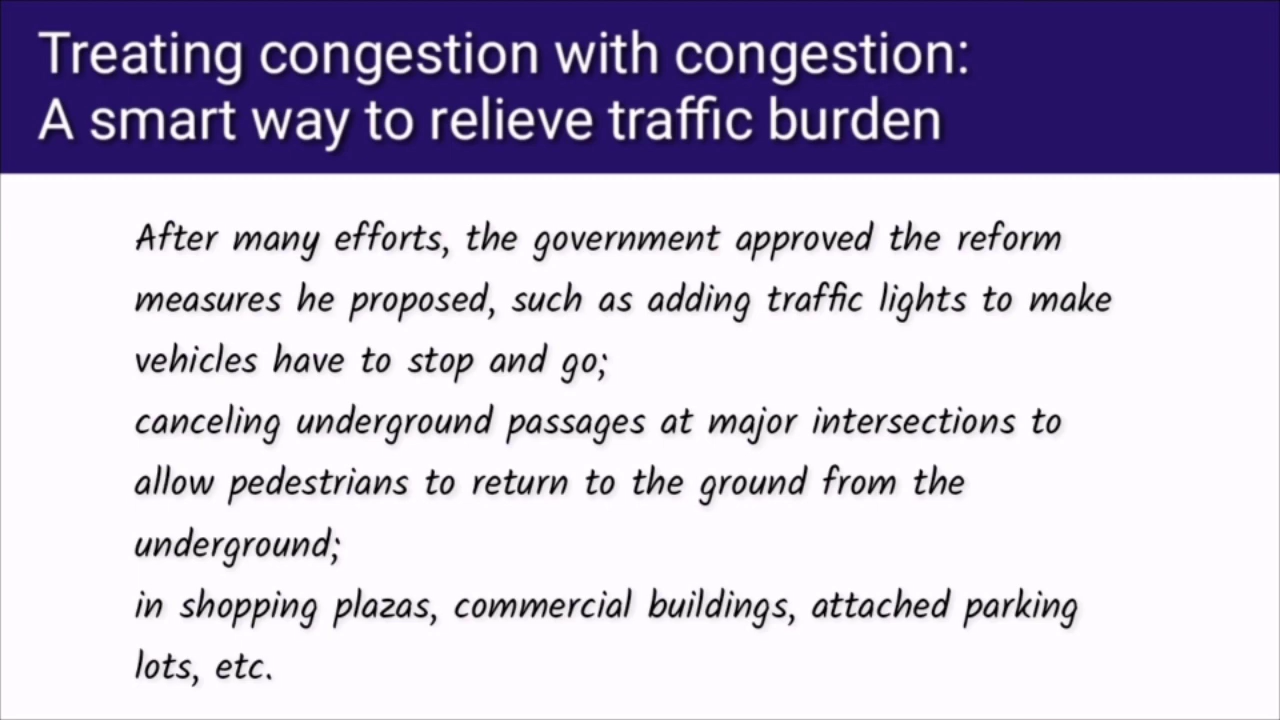 Treating congestion with congestion:
A smart way to relieve traffic burden
After many efforts, the government approved the reform
measures he proposed, such as adding traffic lights to make
vehicles have to stop and go;
canceling underground passages at major intersections to
allow pedestrians to return to the ground from the
underground;
in shopping plazas, commercial buildings, attached parking
lots, etc.